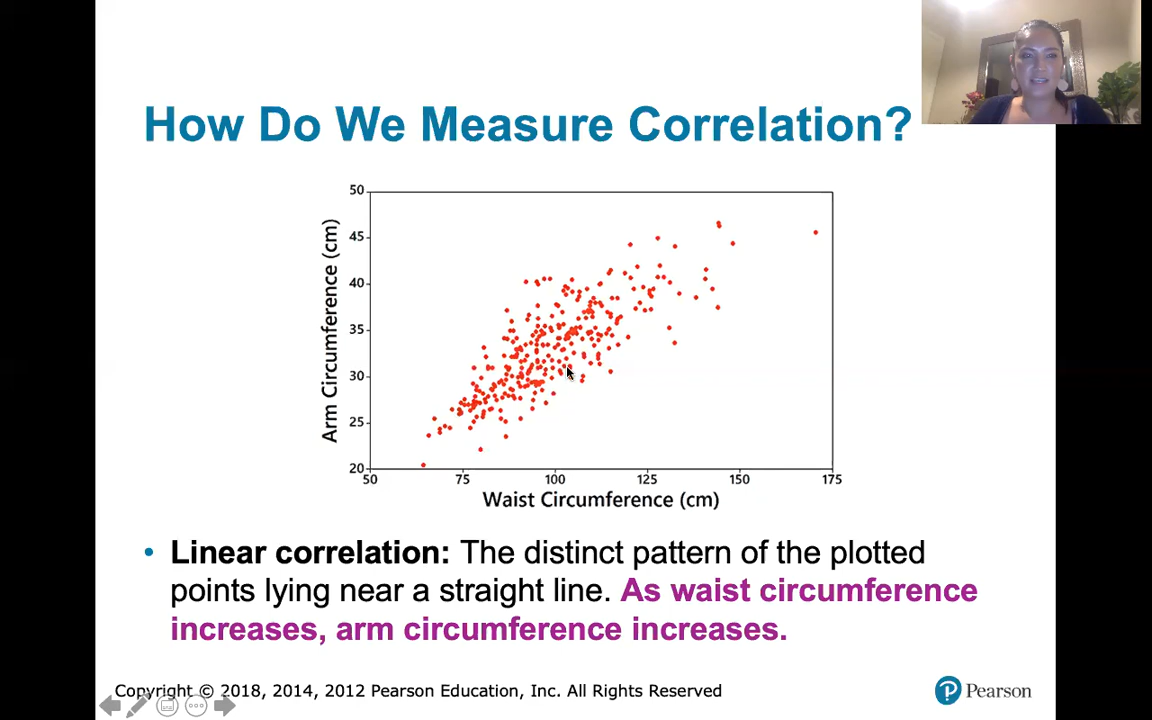 How Do We Measure Correlation?
50
45
40
35
30
25
20
Arm Circumference (cm)
50 75 100 125 150 175
Waist Circumference (cm)
• Linear correlation: The distinct pattern of the plotted
points lying near a straight line. As waist circumference
increases, arm circumference increases.
Copyright © 2018, 2014, 2012 Pearson Education, Inc. All Rights Reserved
Pearson